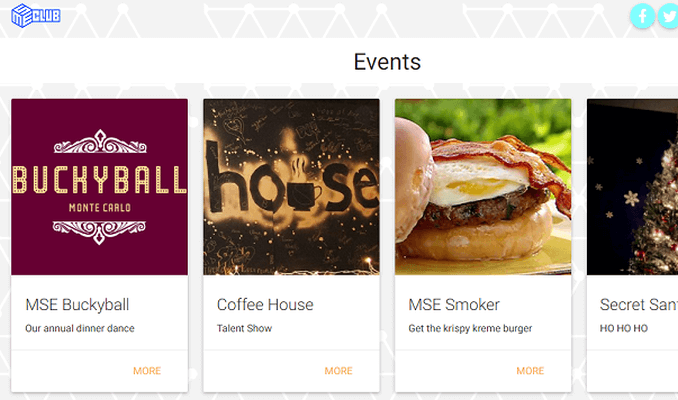 MSE CLUB
Events
BUCKYBALL
MONTE CARLO
house
MSE Buckyball
Our annual dinner dance
MORE
Coffee House
Talent Show
MORE
MSE Smoker
Get the krispy kreme burger
MORE
Secret San
HO HO HO